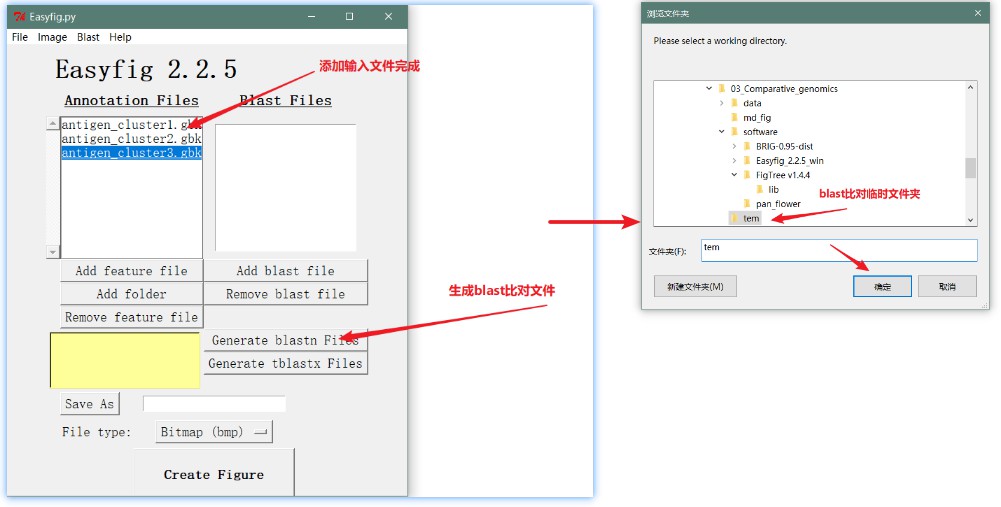 Easyfig.py
File Image Blast Help
Easyfig 2.2.5
添加输入文件完成
Annotation Files
Blast Files
antigen_cluster1.gbk
antigen_cluster2.gbk
antigen_cluster3.gbk
Add feature file
Add blast file
Add folder
Remove blast file
Remove feature file
生成blast比对文件
Generate blastn Files
Generate tblastx Files
Save As
File type:
Bitmap (bmp)
Create Figure
浏览文件夹
Please select a working directory.
03_Comparative_genomics
data
md_fig
software
BRIG-0.95-dist
Easyfig_2.2.5_win
FigTree v1.4.4
lib
pan_flower
tem
blast比对临时文件夹
文件夹(F):
tem
新建文件夹(M)
确定
取消